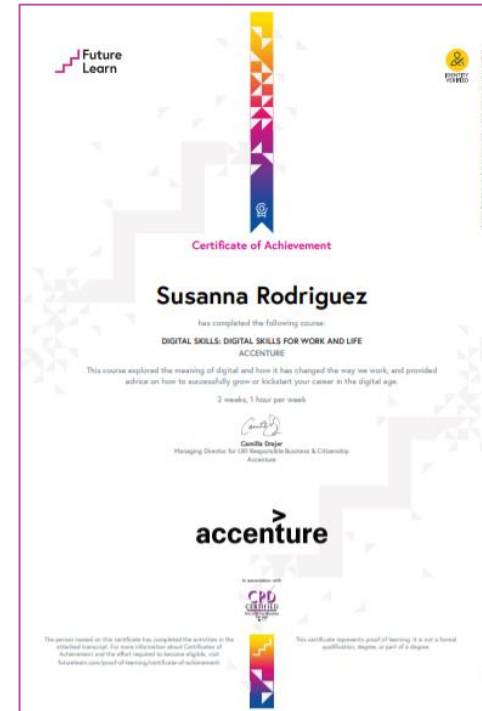 Future
Learn
IDENTITY
VERIFIED
Certificate of Achievement
Susanna Rodriguez
has completed the following course:
DIGITAL SKILLS: DIGITAL SKILLS FOR WORK AND LIFE
ACCENTURE
This course explored the meaning of digital and how it has changed the way we work, and provided
advice on how to successfully grow or kickstart your career in the digital age.
2 weeks, 1 hour per week
Camilla Drejer
Managing Director for UKI Responsible Business & Citizenship
Accenture
accenture
In association with
CPD
CERTIFIED
The person named on this certificate has completed the activities in the
attached transcript. For more information about Certificates of
Achievement and the effort required to become eligible, visit
futurelearn.com/proof-of-learning/certificate-of-achievement.
This certificate represents proof of learning. It is not a formal
qualification, degree, or part of a degree.